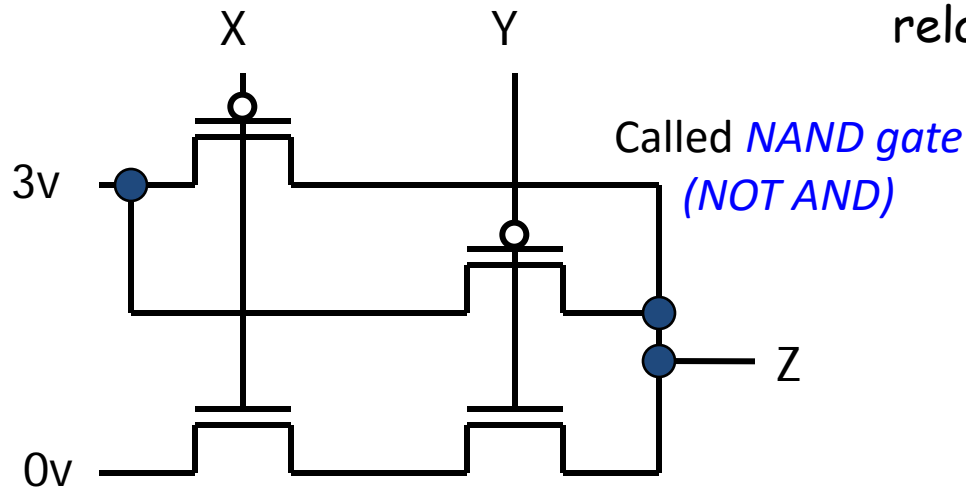 X
Y
Called NAND gate
(NOT AND)
3v
Z
0v